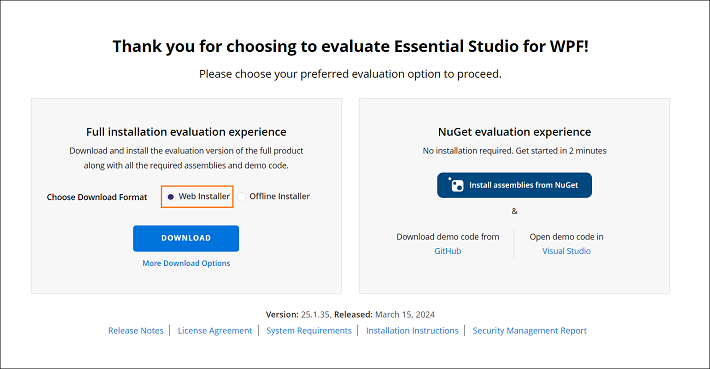 Thank you for choosing to evaluate Essential Studio for WPF!
Please choose your preferred evaluation option to proceed.
Full installation evaluation experience
Download and install the evaluation version of the full product
along with all the required assemblies and demo code.
Choose Download Format Web Installer Offline Installer
DOWNLOAD
More Download Options
NuGet evaluation experience
No installation required. Get started in 2 minutes
Install assemblies from NuGet
&
Download demo code from
GitHub
Open demo code in
Visual Studio
Version: 25.1.35, Released: March 15, 2024
Release Notes | License Agreement | System Requirements | Installation Instructions | Security Management Report